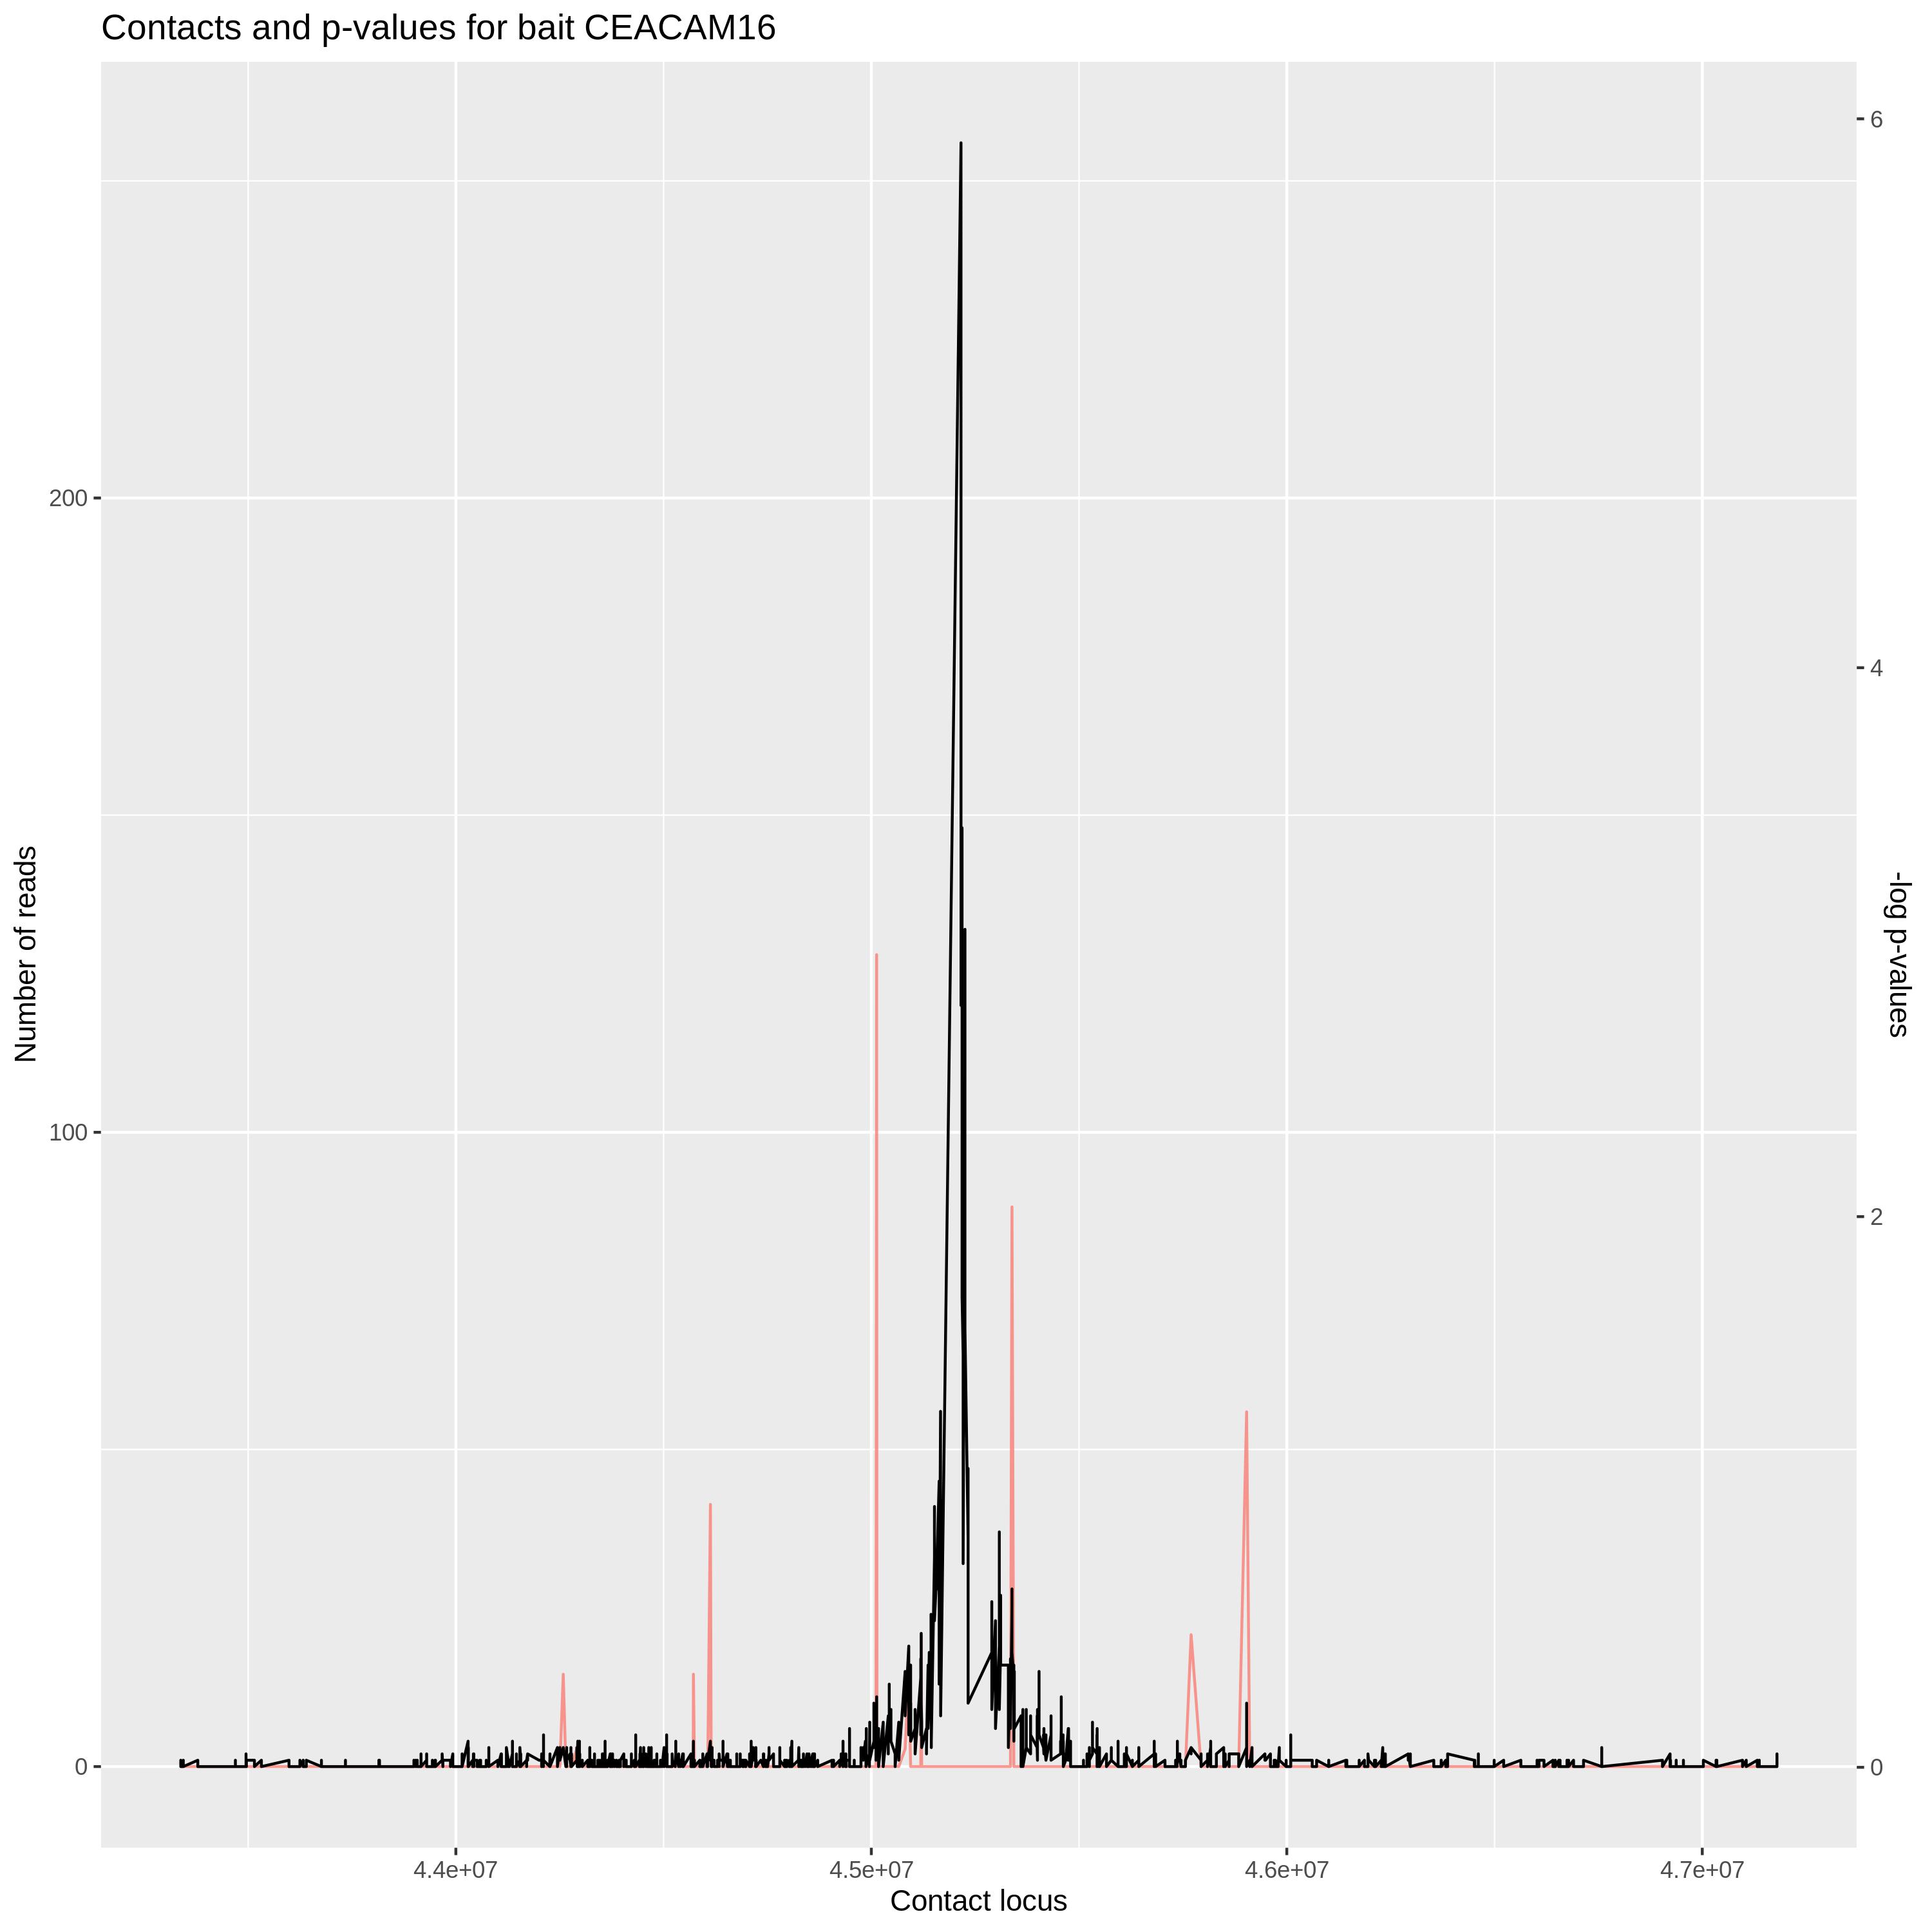 Contacts and p-values for bait CEACAM16
Number of reads
200
100
0
6
4
2
0
-log p-values
4.4e+07
4.5e+07
4.6e+07
4.7e+07
Contact locus